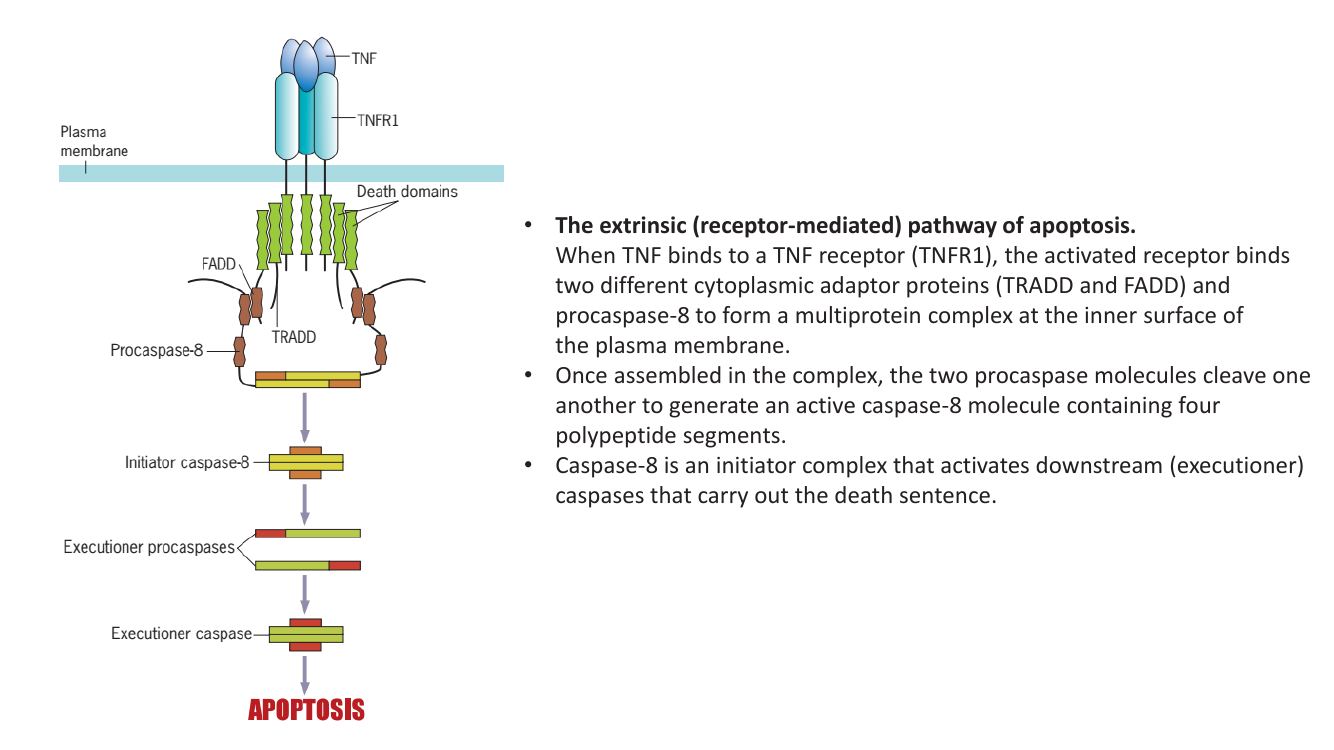 TNF
TNFR1
Plasma
membrane
Death domains
FADD
TRADD
Procaspase-8
Initiator caspase-8
Executioner procaspases
Executioner caspase
APOPTOSIS
• The extrinsic (receptor-mediated) pathway of apoptosis.
When TNF binds to a TNF receptor (TNFR1), the activated receptor binds
two different cytoplasmic adaptor proteins (TRADD and FADD) and
procaspase-8 to form a multiprotein complex at the inner surface of
the plasma membrane.
• Once assembled in the complex, the two procaspase molecules cleave one
another to generate an active caspase-8 molecule containing four
polypeptide segments.
• Caspase-8 is an initiator complex that activates downstream (executioner)
caspases that carry out the death sentence.